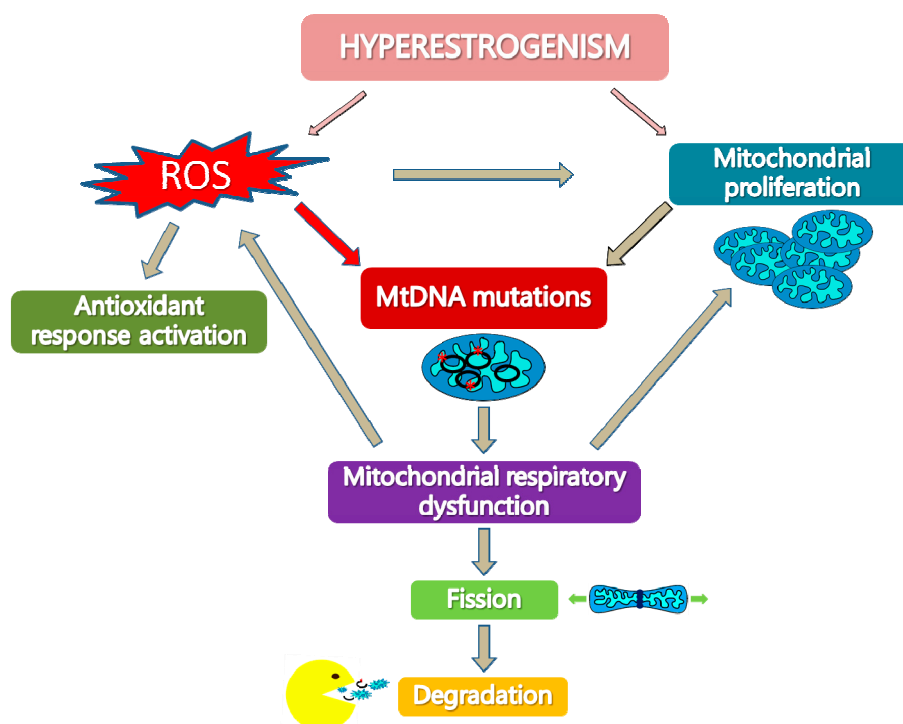 HYPERESTROGENISM
ROS
Mitochondrial
proliferation
MtDNA mutations
Antioxidant
response activation
Mitochondrial respiratory
dysfunction
Fission
Degradation